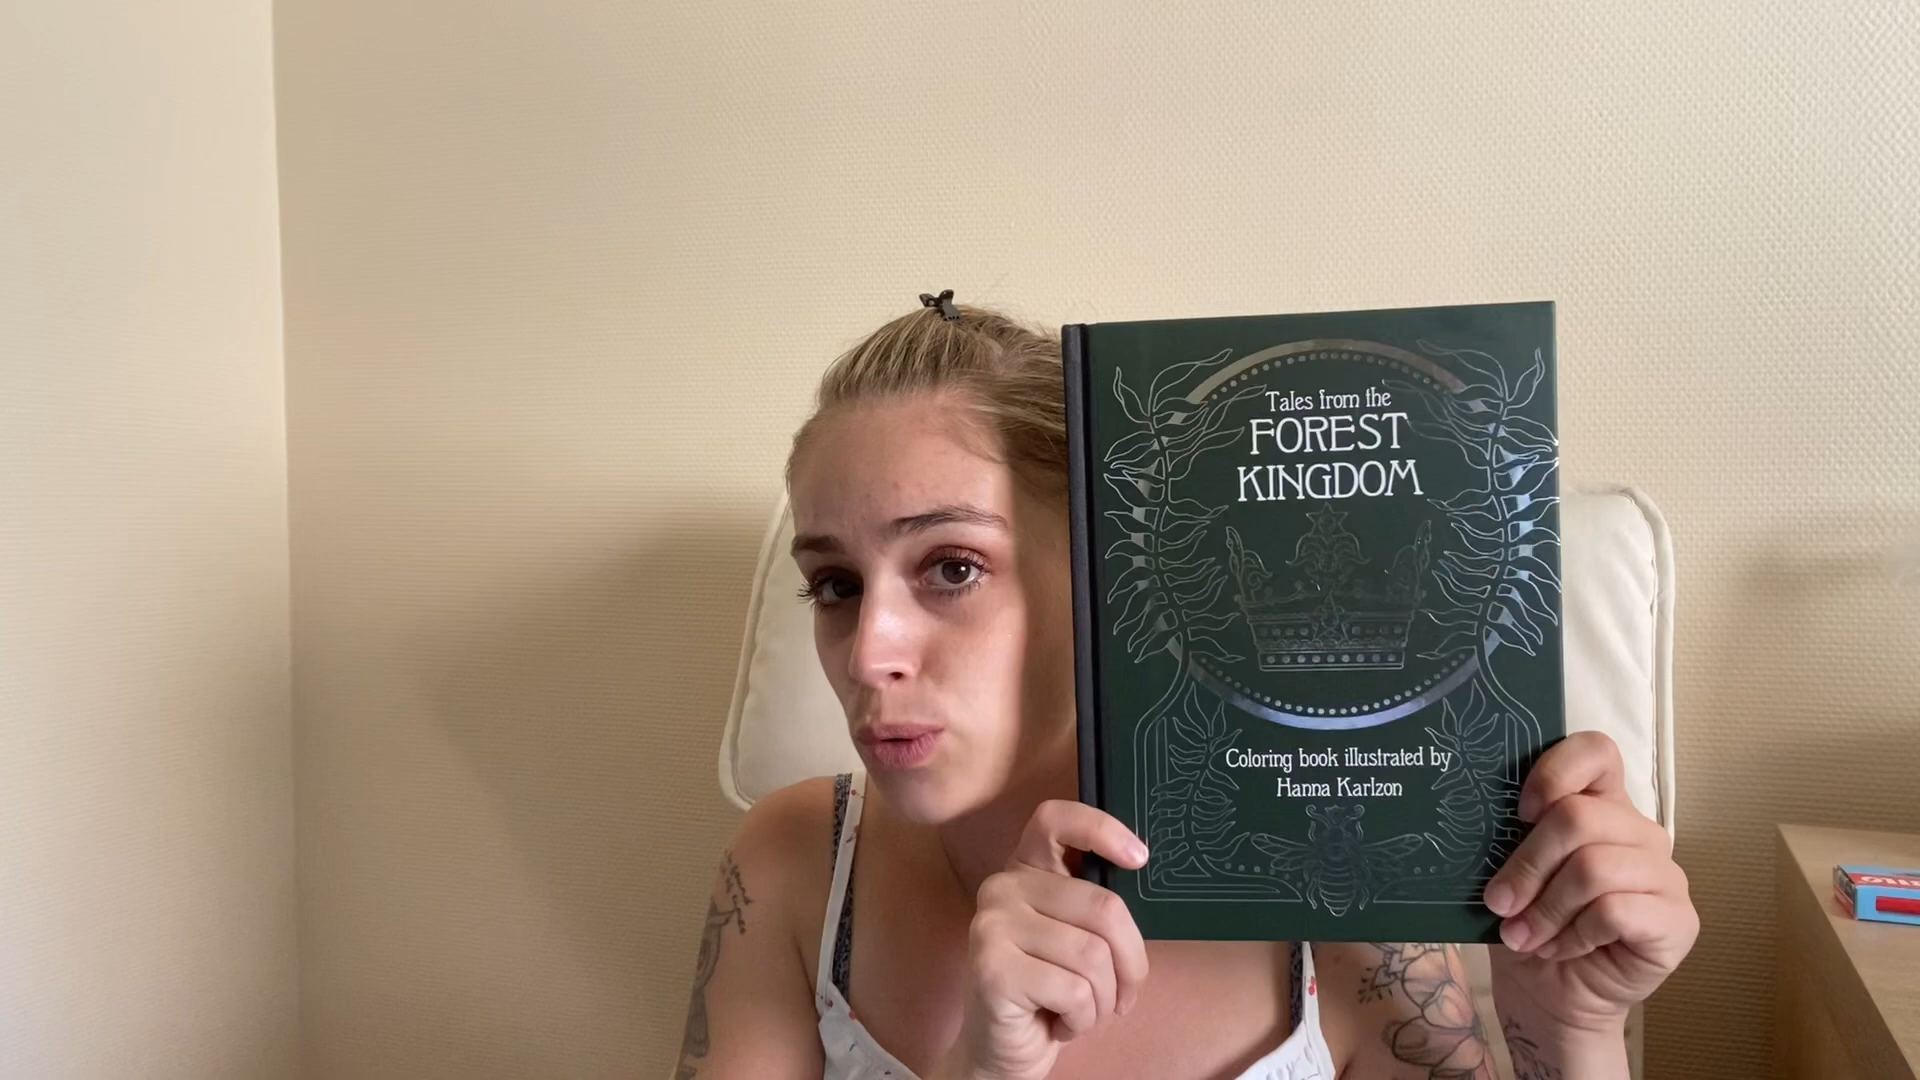 Tales from the
FOREST
KINGDOM
Coloring book illustrated by
Hanna Karlzon